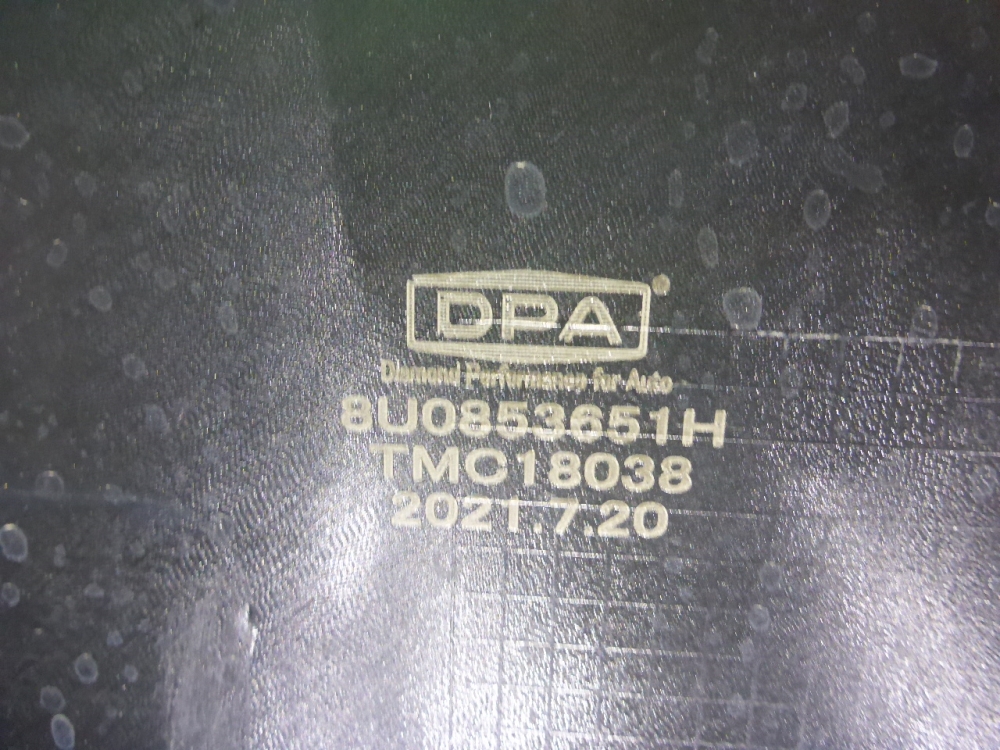 DPA
Diamond Performance for Auto
8U0853651H
TMC18038
2021.7.20